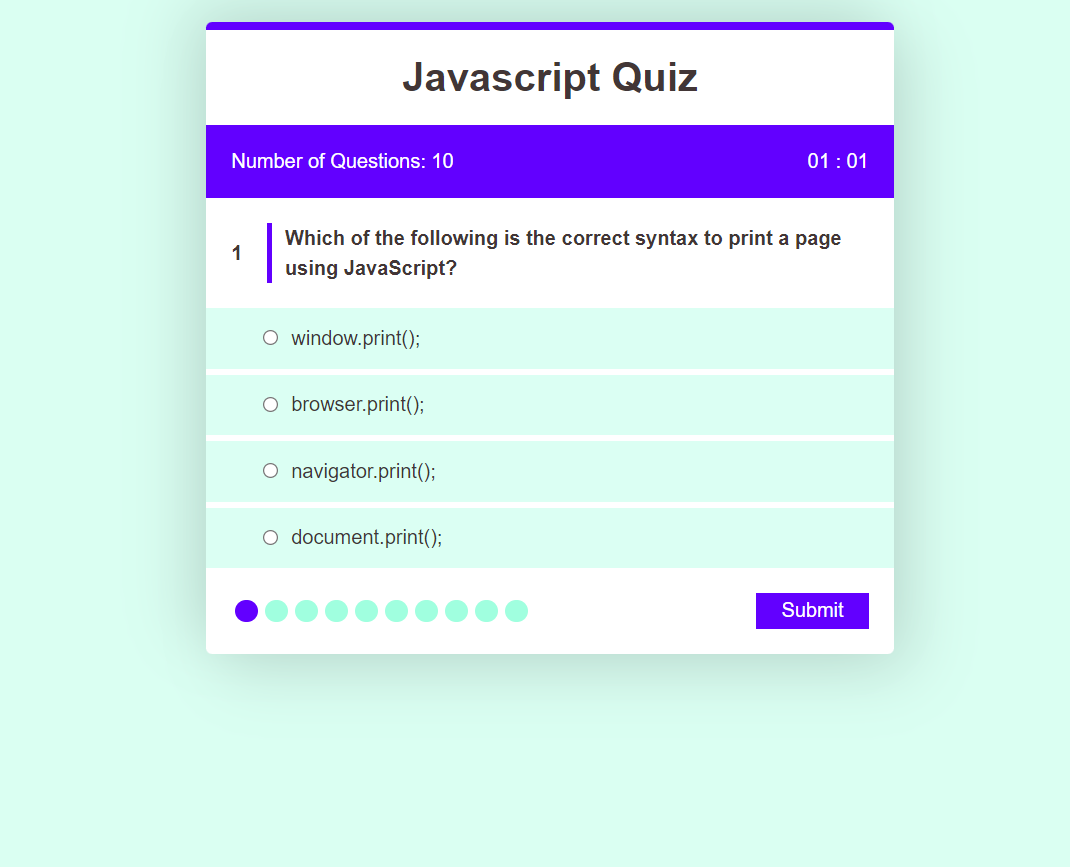 Javascript Quiz
Number of Questions: 10
01 : 01
1
Which of the following is the correct syntax to print a page
using JavaScript?
window.print();
browser.print();
navigator.print();
document.print();
Submit